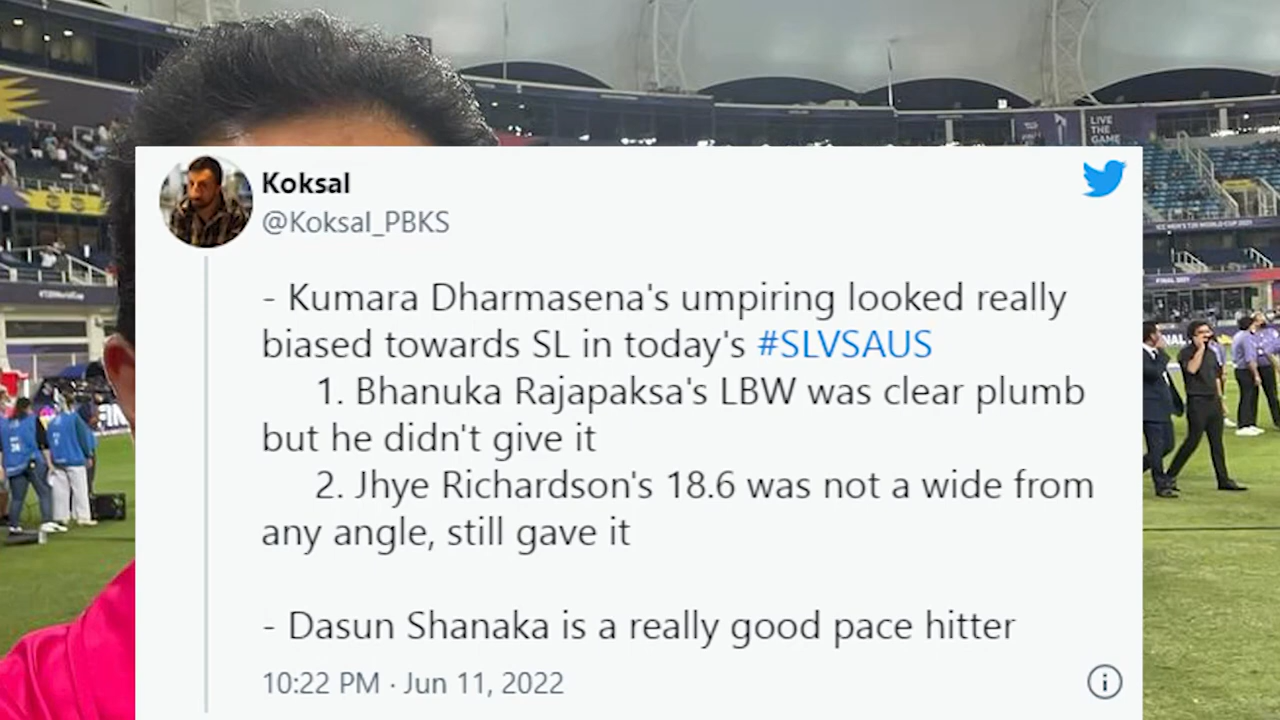 LIVE
THE
GAME
Koksal
@Koksal_PBKS
- Kumara Dharmasena's umpiring looked really
biased towards SL in today's #SLVSAUS
1. Bhanuka Rajapaksa's LBW was clear plumb
but he didn't give it
2. Jhye Richardson's 18.6 was not a wide from
any angle, still gave it
- Dasun Shanaka is a really good pace hitter
10:22 PM · Jun 11, 2022